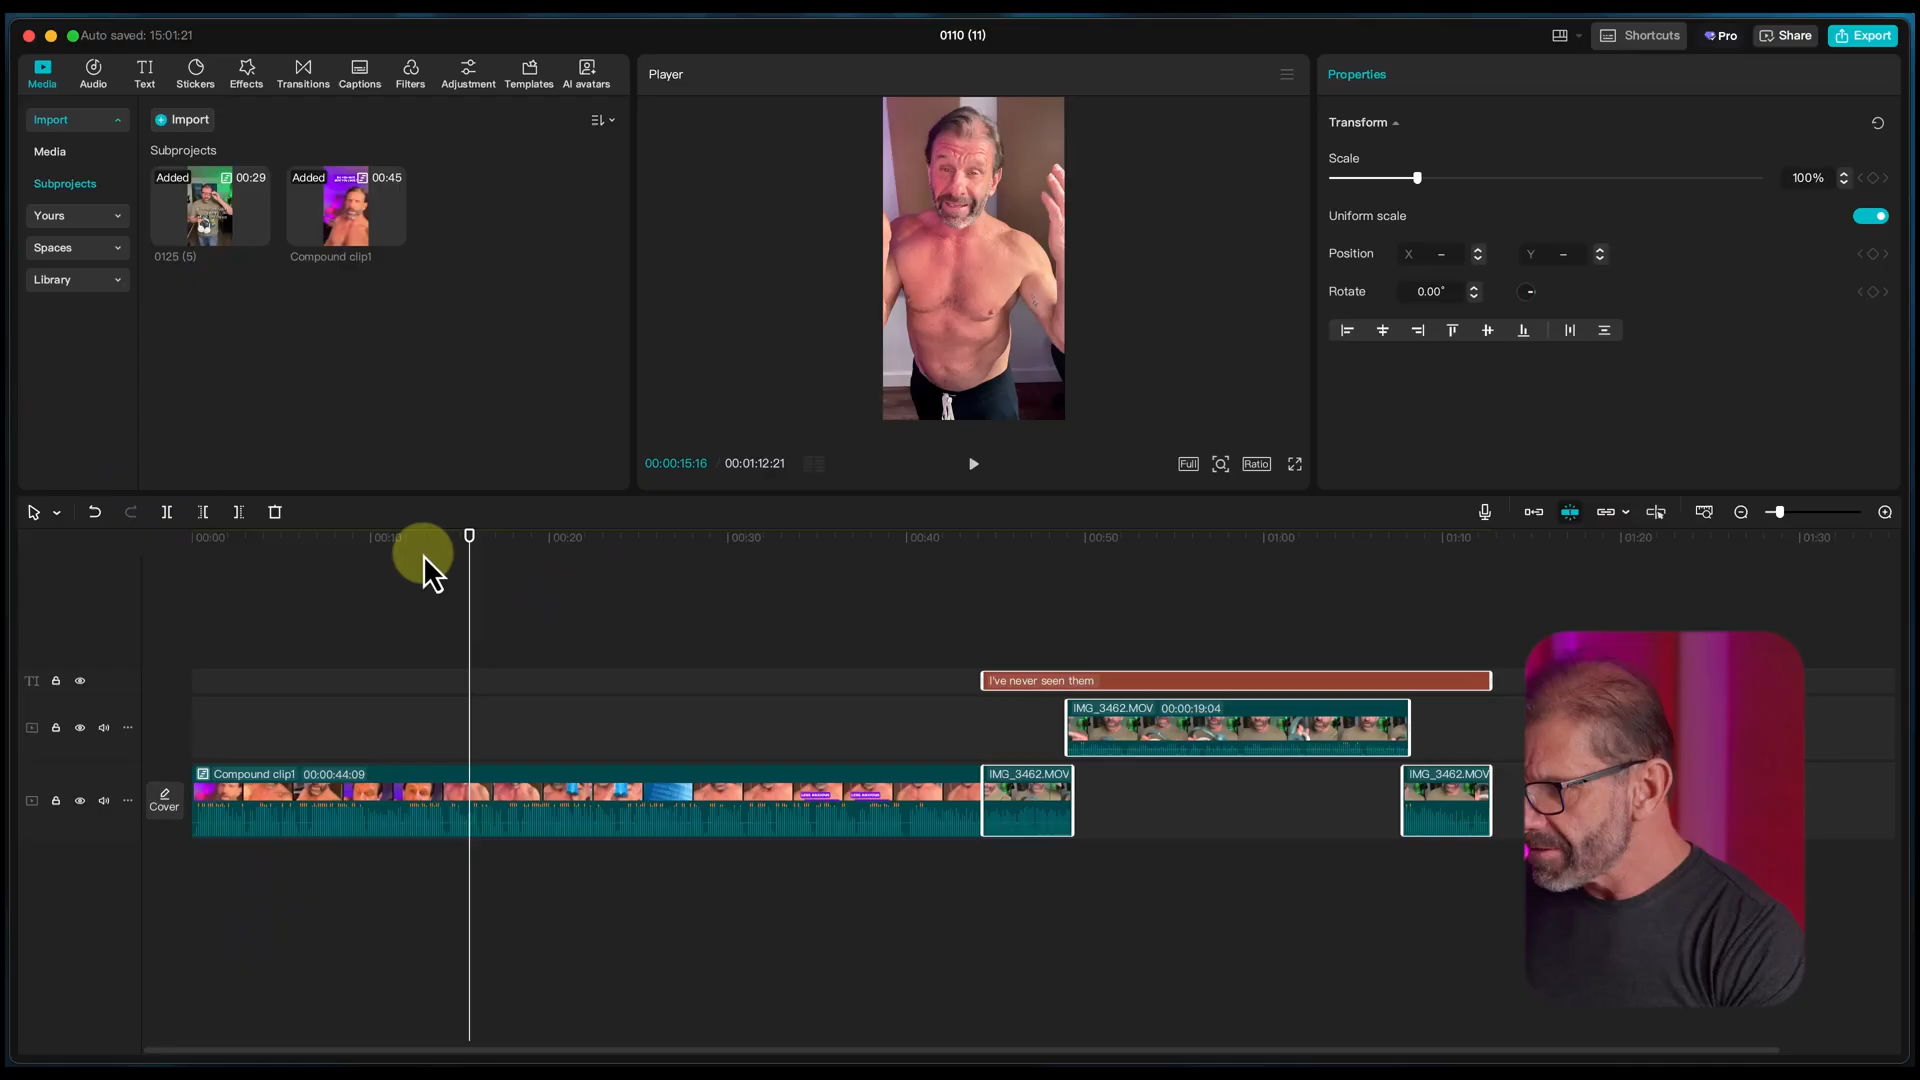 Auto saved: 15:01:21
0110 (11)
Shortcuts
Pro
Share
Export
Media
Audio
Text
Stickers
Effects
Transitions
Captions
Filters
Adjustment
Templates
AI avatars
Player
Properties
Import
Media
Subprojects
Yours
Spaces
Library
Import
Subprojects
Added 00:29
0125 (5)
Added 00:45
Compound clip1
Transform
Scale
100%
Uniform scale
Position X – Y –
Rotate 0.00°
00:00:15:16 / 00:01:12:21
Full
Ratio
00:00 00:10 00:20 00:30 00:40 00:50 01:00 01:10 01:20 01:30
TI
I've never seen them
IMG_3462.MOV 00:00:19:04
Cover
Compound clip1 00:00:44:09
IMG_3462.MOV
IMG_3462.MOV